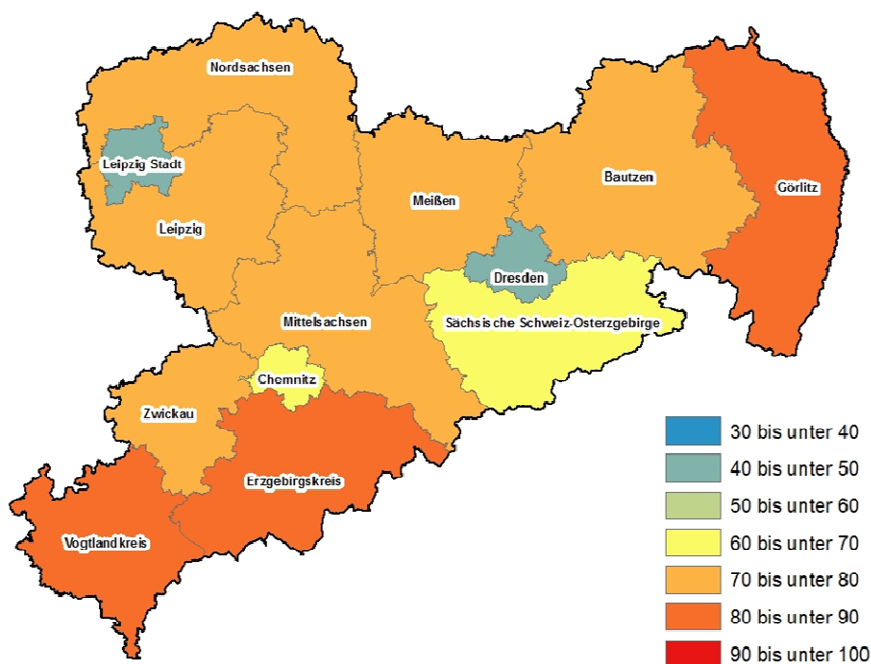 Nordsachsen
Leipzig Stadt
Bautzen
Görlitz
Meißen
Leipzig
Dresden
Mittelsachsen
Sächsische Schweiz-Osterzgebirge
Chemnitz
Zwickau
Erzgebirgskreis
Vogtlandkreis
30 bis unter 40
40 bis unter 50
50 bis unter 60
60 bis unter 70
70 bis unter 80
80 bis unter 90
90 bis unter 100